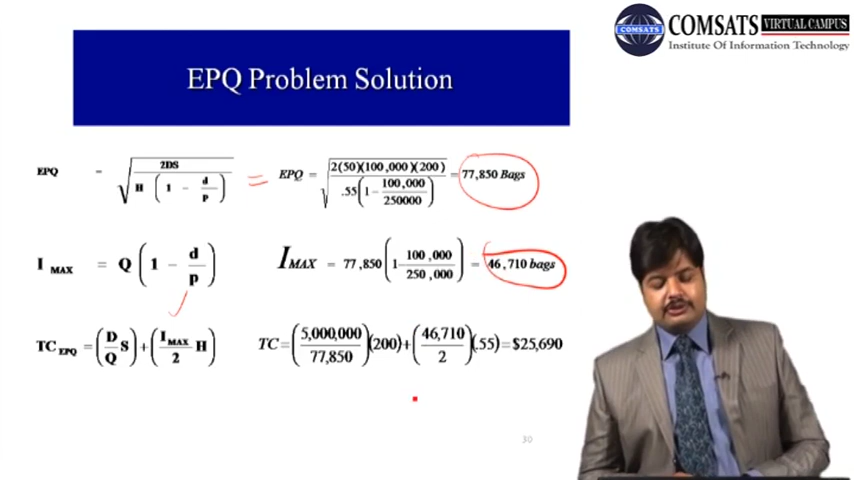 COMSATS VIRTUAL CAMPUS
COMSATS
Institute Of Information Technology
EPQ Problem Solution
EPQ = √ 2DS / H ( 1 - d / p ) = EPQ = √ 2(50)(100,000)(200) / .55 ( 1 - 100,000 / 250000 ) = 77,850 Bags
I MAX = Q ( 1 - d / p ) I MAX = 77,850 ( 1 - 100,000 / 250,000 ) = 46,710 bags
TC EPQ = ( D / Q S ) + ( I MAX / 2 H ) TC = ( 5,000,000 / 77,850 ) (200) + ( 46,710 / 2 ) (.55) = $25,690
30